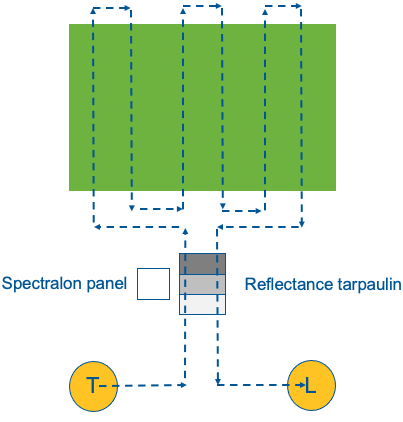 Spectralon panel
Reflectance tarpaulin
T
L